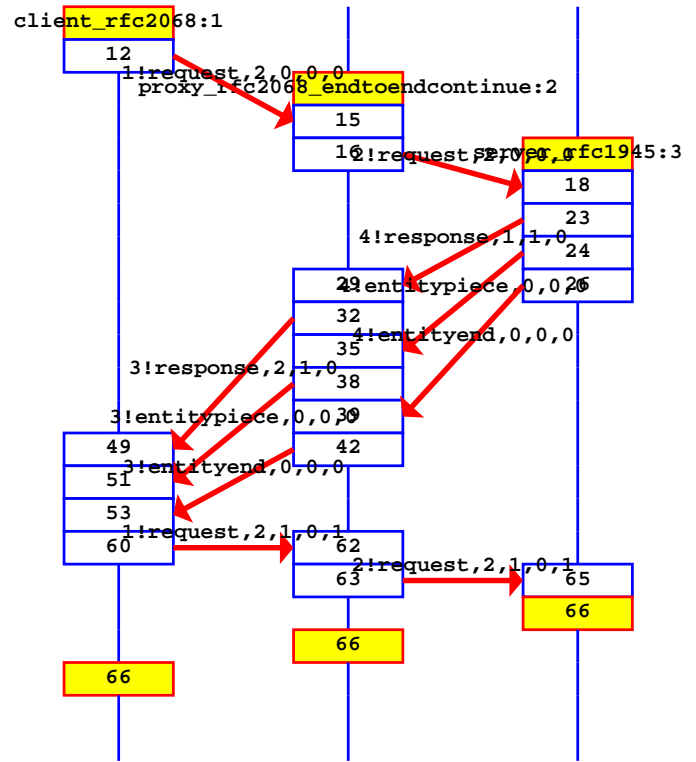 client_rfc2068:1
12
1!request,2,0,0,0
proxy_rfc2068_endtoendcontinue:2
15
16
2!request,2,0,0,0
server_rfc1945:3
18
23
4!response,1,1,0
24
29
4!entitypiece,0,0,0
26
32
4!entityend,0,0,0
35
3!response,2,1,0
38
3!entitypiece,0,0,0
39
49
42
3!entityend,0,0,0
51
53
1!request,2,1,0,1
60
62
2!request,2,1,0,1
63
65
66
66
66